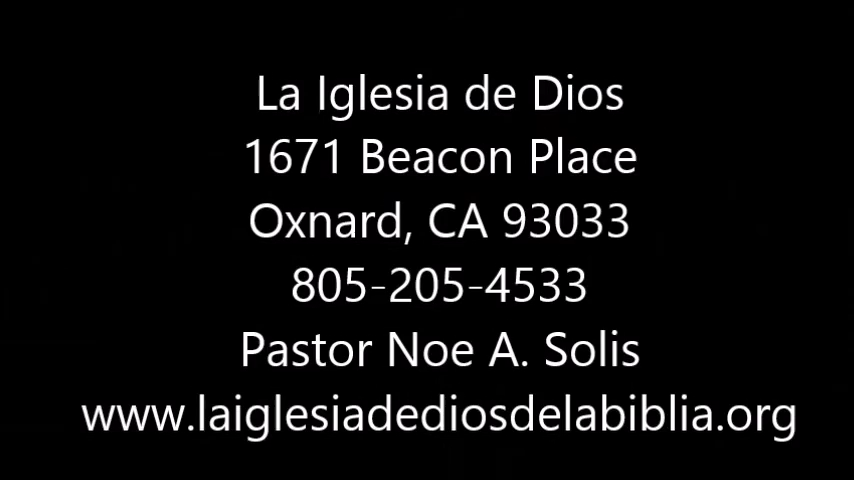 La Iglesia de Dios
1671 Beacon Place
Oxnard, CA 93033
805-205-4533
Pastor Noe A. Solis
www.laiglesiadediosdelabiblia.org